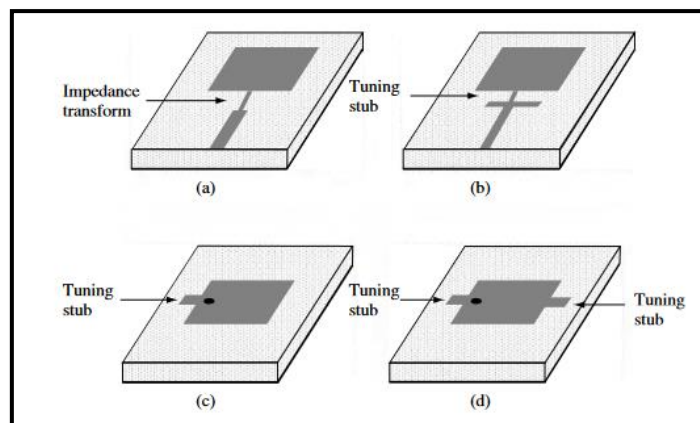 Impedance
transform
(a)
Tuning
stub
(b)
Tuning
stub
(c)
Tuning
stub
Tuning
stub
(d)